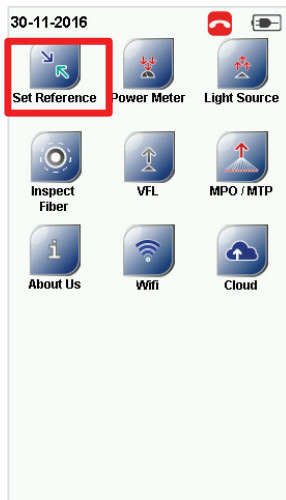 30-11-2016
Set Reference Power Meter Light Source
Inspect Fiber VFL MPO / MTP
About Us Wifi Cloud